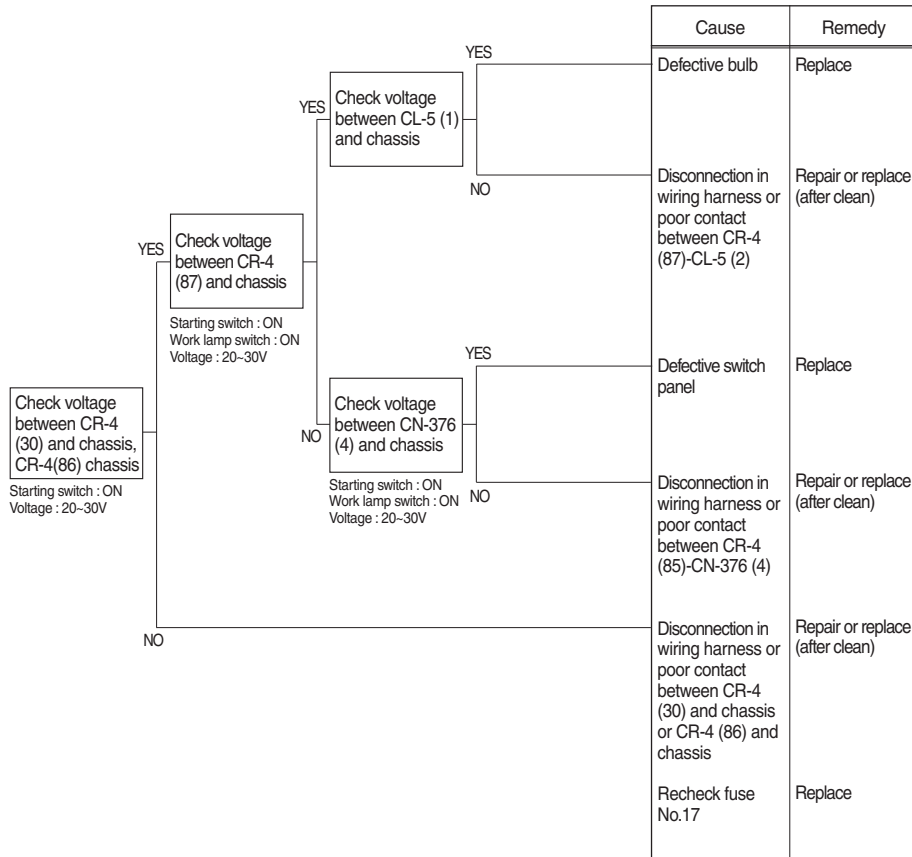 Cause
Remedy
YES
Defective bulb
Replace
YES
Check voltage
between CL-5 (1)
and chassis
NO
Disconnection in
wiring harness or
poor contact
between CR-4
(87)-CL-5 (2)
Repair or replace
(after clean)
YES
Check voltage
between CR-4
(87) and chassis
Starting switch : ON
Work lamp switch : ON
Voltage : 20~30V
YES
Defective switch
panel
Replace
Check voltage
between CR-4
(30) and chassis,
CR-4(86) chassis
Starting switch : ON
Voltage : 20~30V
NO
Check voltage
between CN-376
(4) and chassis
Starting switch : ON
Work lamp switch : ON
Voltage : 20~30V
NO
Disconnection in
wiring harness or
poor contact
between CR-4
(85)-CN-376 (4)
Repair or replace
(after clean)
NO
Disconnection in
wiring harness or
poor contact
between CR-4
(30) and chassis
or CR-4 (86) and
chassis
Repair or replace
(after clean)
Recheck fuse
No.17
Replace